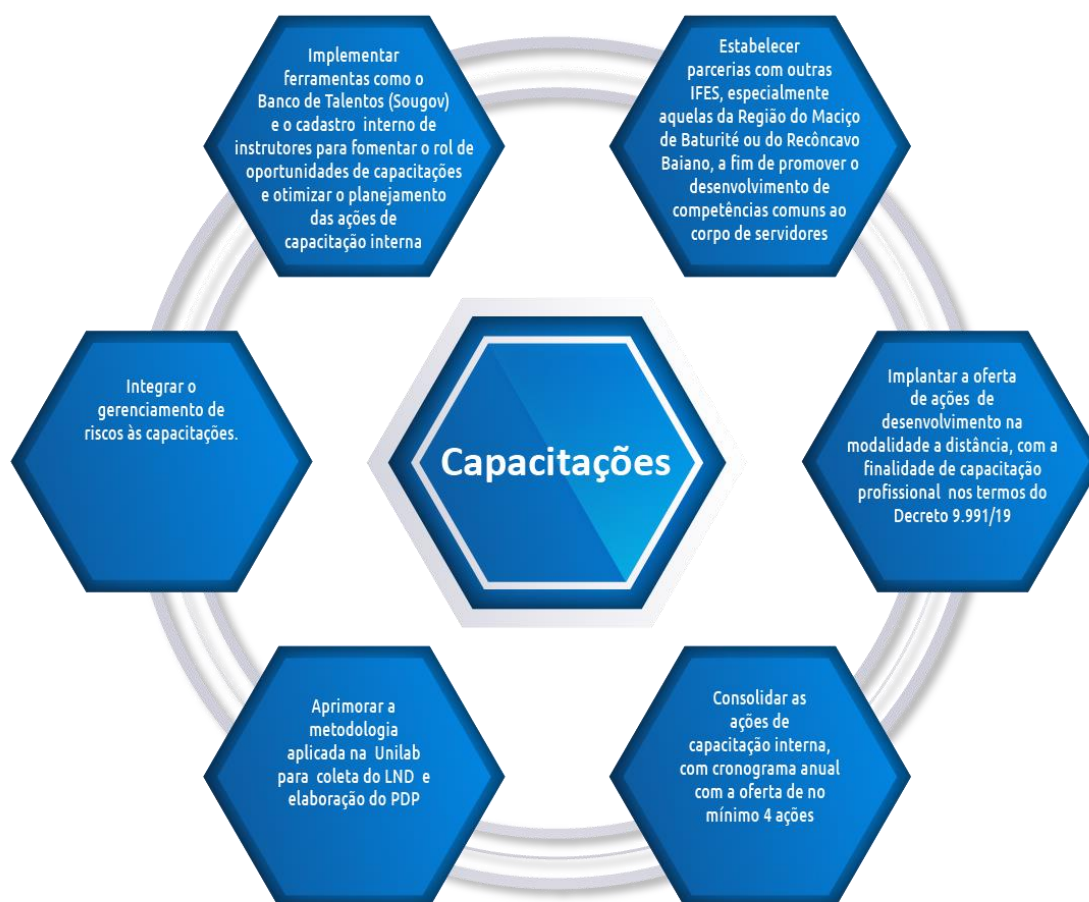 Implementar
ferramentas como o
Banco de Talentos (Sougov)
e o cadastro interno de
instrutores para fomentar o rol de
oportunidades de capacitações
e otimizar o planejamento
das ações de
capacitação interna
Estabelecer
parcerias com outras
IFES, especialmente
aquelas da Região do Maciço
de Baturité ou do Recôncavo
Baiano, a fim de promover o
desenvolvimento de
competências comuns ao
corpo de servidores
Integrar o
gerenciamento de
riscos às capacitações.
Capacitações
Implantar a oferta
de ações de
desenvolvimento na
modalidade a distância, com a
finalidade de capacitação
profissional nos termos do
Decreto 9.991/19
Aprimorar a
metodologia
aplicada na Unilab
para coleta do LND e
elaboração do PDP
Consolidar as
ações de
capacitação interna,
com cronograma anual
com a oferta de no
mínimo 4 ações